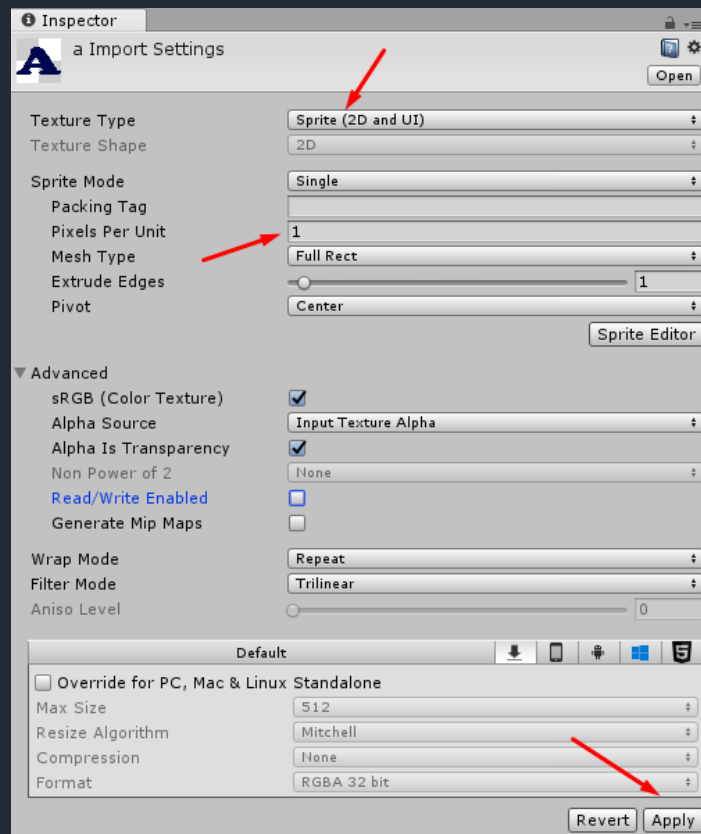 Inspector
a Import Settings
Open
Texture Type Sprite (2D and UI)
Texture Shape 2D
Sprite Mode Single
Packing Tag
Pixels Per Unit 1
Mesh Type Full Rect
Extrude Edges 1
Pivot Center
Sprite Editor
Advanced
sRGB (Color Texture)
Alpha Source Input Texture Alpha
Alpha Is Transparency
Non Power of 2 None
Read/Write Enabled
Generate Mip Maps
Wrap Mode Repeat
Filter Mode Trilinear
Aniso Level 0
Default
Override for PC, Mac & Linux Standalone
Max Size 512
Resize Algorithm Mitchell
Compression None
Format RGBA 32 bit
Revert Apply